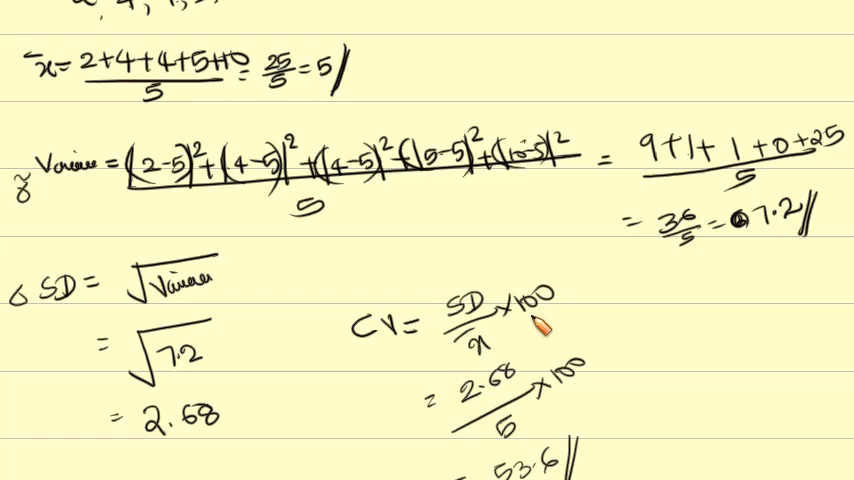 x̄ = 2+4+4+5+10 / 5 = 25/5 = 5 //
Variance = (2-5)² + (4-5)² + (4-5)² + (5-5)² + (10-5)² / 5 = 9+1+1+0+25 / 5
= 36/5 = 7.2 //
SD = √Variance
= √7.2
= 2.68
CV = SD/x̄ × 100
= 2.68/5 × 100
= 53.6 //